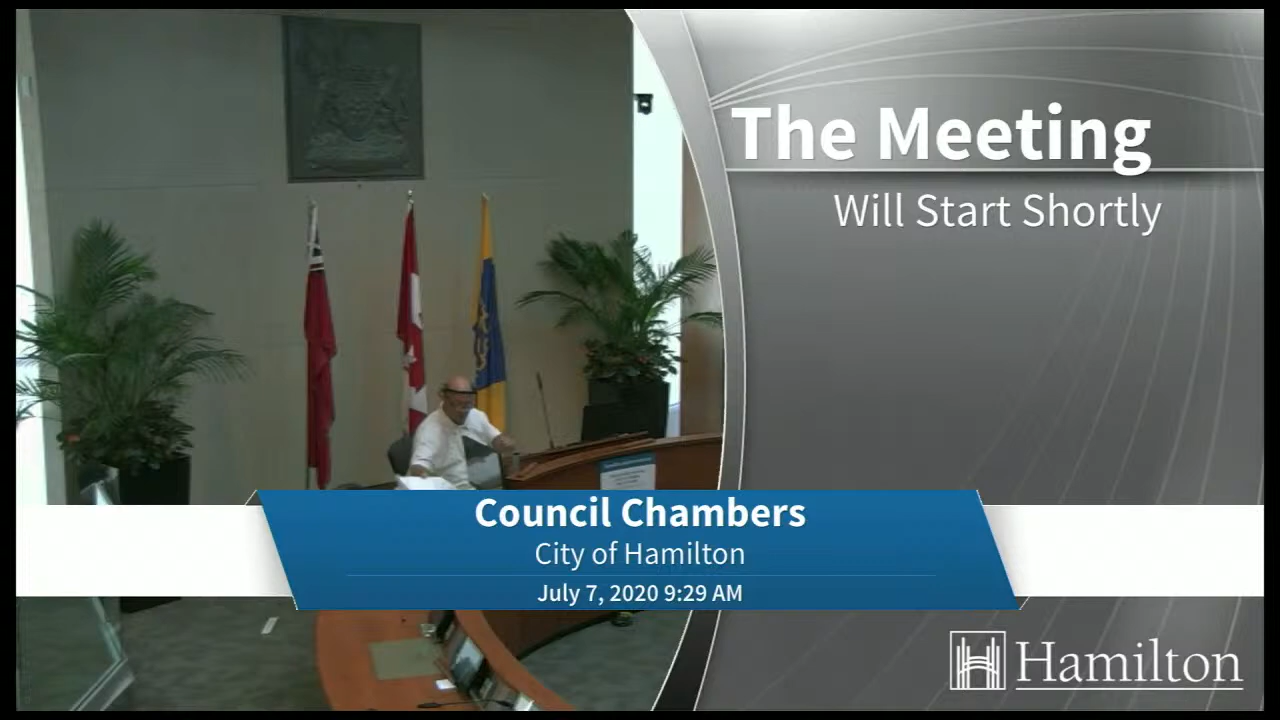 The Meeting
Will Start Shortly
Council Chambers
City of Hamilton
July 7, 2020 9:29 AM
Hamilton